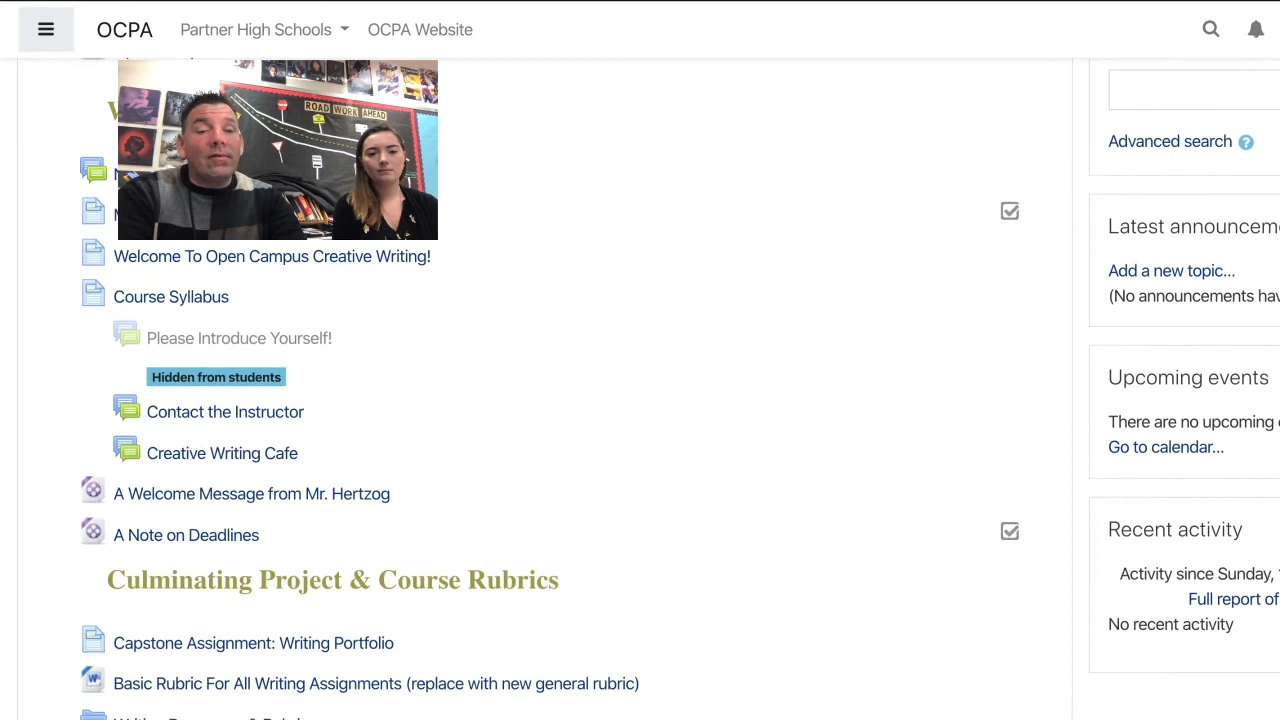 OCPA Partner High Schools OCPA Website
ROAD WORK AHEAD
Advanced search
Latest announcem
Welcome To Open Campus Creative Writing!
Add a new topic...
Course Syllabus
(No announcements hav
Please Introduce Yourself!
Hidden from students
Upcoming events
Contact the Instructor
There are no upcoming e
Creative Writing Cafe
Go to calendar...
A Welcome Message from Mr. Hertzog
A Note on Deadlines
Recent activity
Culminating Project & Course Rubrics
Activity since Sunday, 1
Full report of
No recent activity
Capstone Assignment: Writing Portfolio
Basic Rubric For All Writing Assignments (replace with new general rubric)